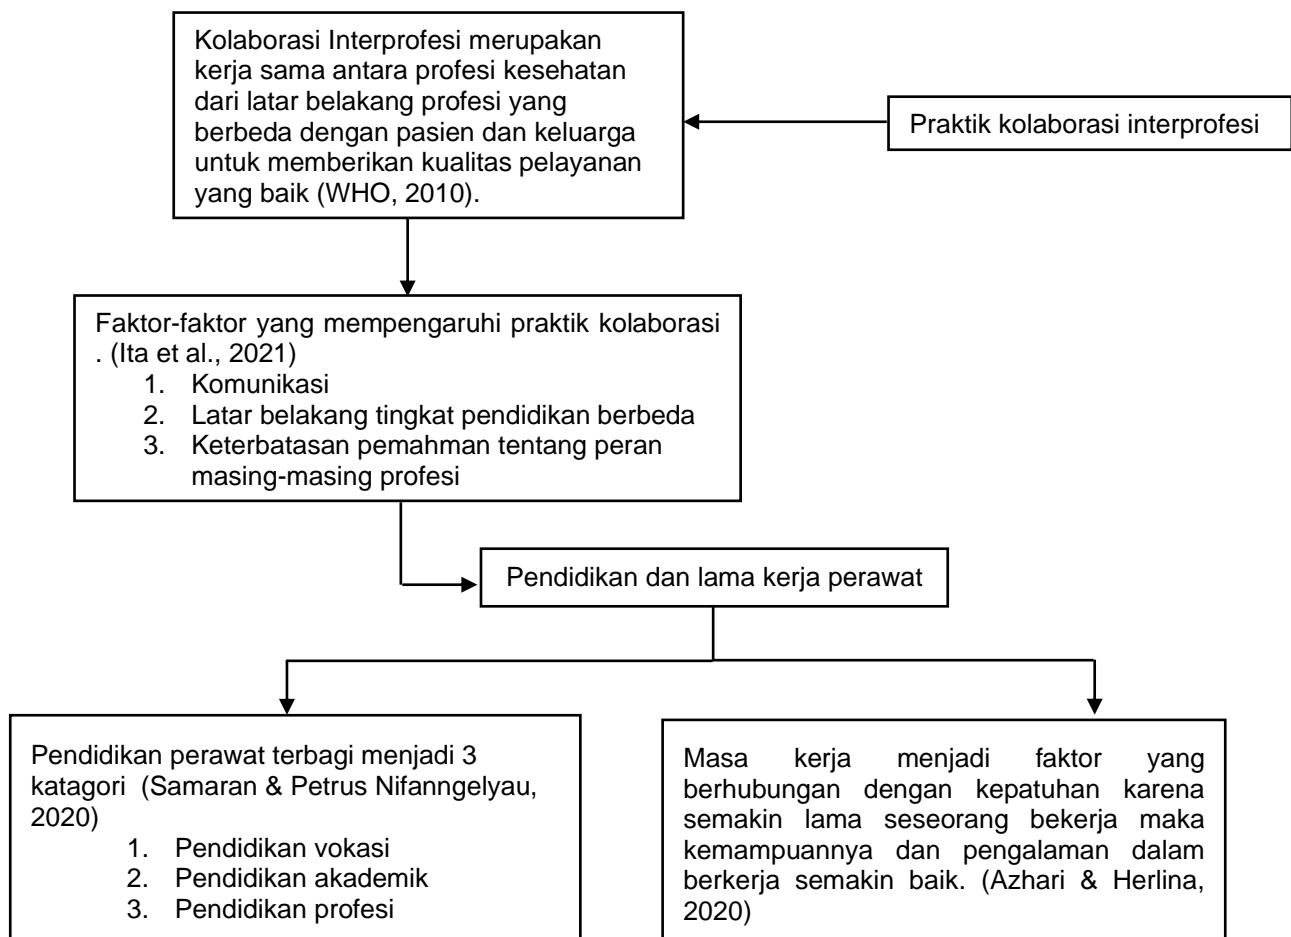 Kolaborasi Interprofesi merupakan
kerja sama antara profesi kesehatan
dari latar belakang profesi yang
berbeda dengan pasien dan keluarga
untuk memberikan kualitas pelayanan
yang baik (WHO, 2010).
Praktik kolaborasi interprofesi
Faktor-faktor yang mempengaruhi praktik kolaborasi
. (Ita et al., 2021)
1. Komunikasi
2. Latar belakang tingkat pendidikan berbeda
3. Keterbatasan pemahman tentang peran
masing-masing profesi
Pendidikan dan lama kerja perawat
Pendidikan perawat terbagi menjadi 3
katagori (Samaran & Petrus Nifanngelyau,
2020)
1. Pendidikan vokasi
2. Pendidikan akademik
3. Pendidikan profesi
Masa kerja menjadi faktor yang
berhubungan dengan kepatuhan karena
semakin lama seseorang bekerja maka
kemampuannya dan pengalaman dalam
berkerja semakin baik. (Azhari & Herlina,
2020)